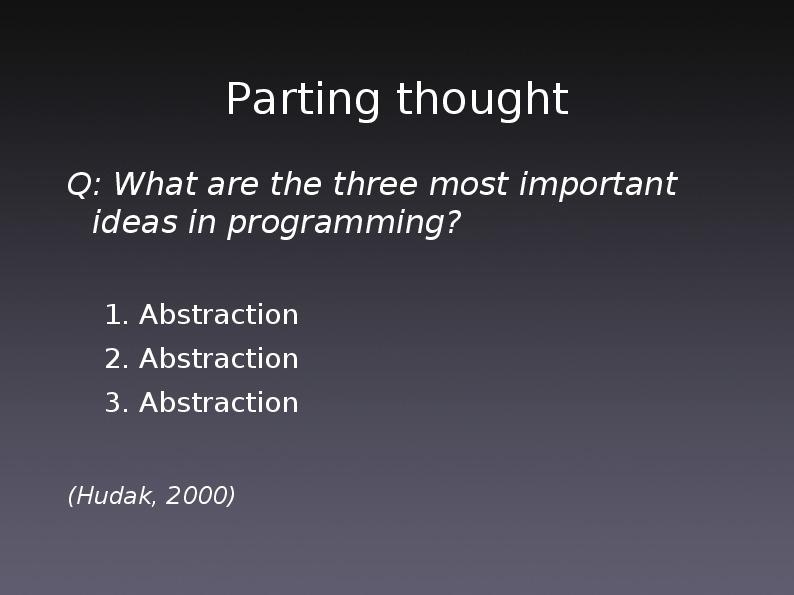 Parting thought
Q: What are the three most important
ideas in programming?
1. Abstraction
2. Abstraction
3. Abstraction
(Hudak, 2000)